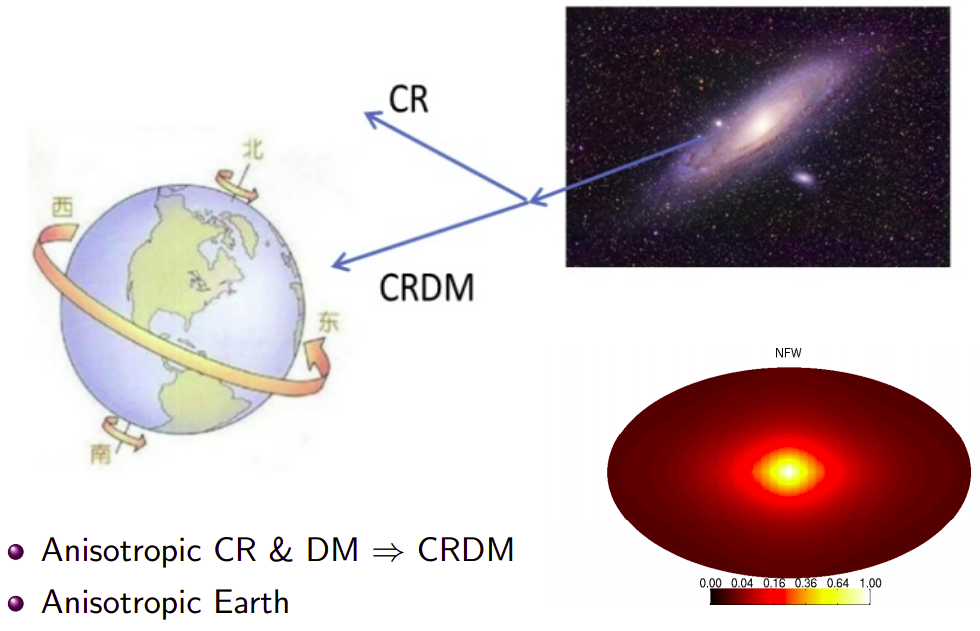 CR
CRDM
北
西
东
南
NFW
0.00 0.04 0.16 0.36 0.64 1.00
Anisotropic CR & DM ⇒ CRDM
Anisotropic Earth